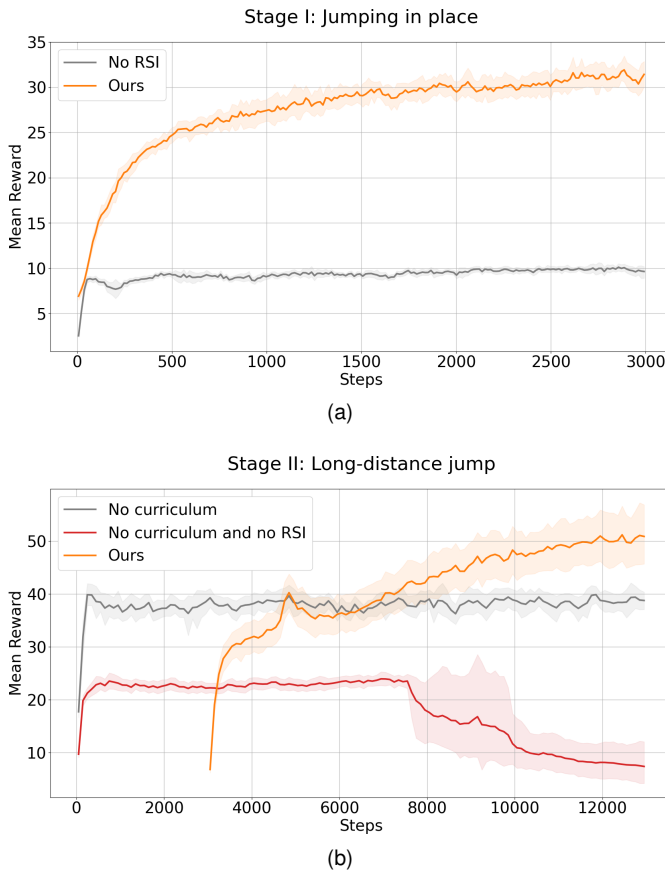 Stage I: Jumping in place
35
30
25
20
15
10
5
Mean Reward
No RSI
Ours
0 500 1000 1500 2000 2500 3000
Steps
(a)
Stage II: Long-distance jump
50
40
30
20
10
Mean Reward
No curriculum
No curriculum and no RSI
Ours
0 2000 4000 6000 8000 10000 12000
Steps
(b)